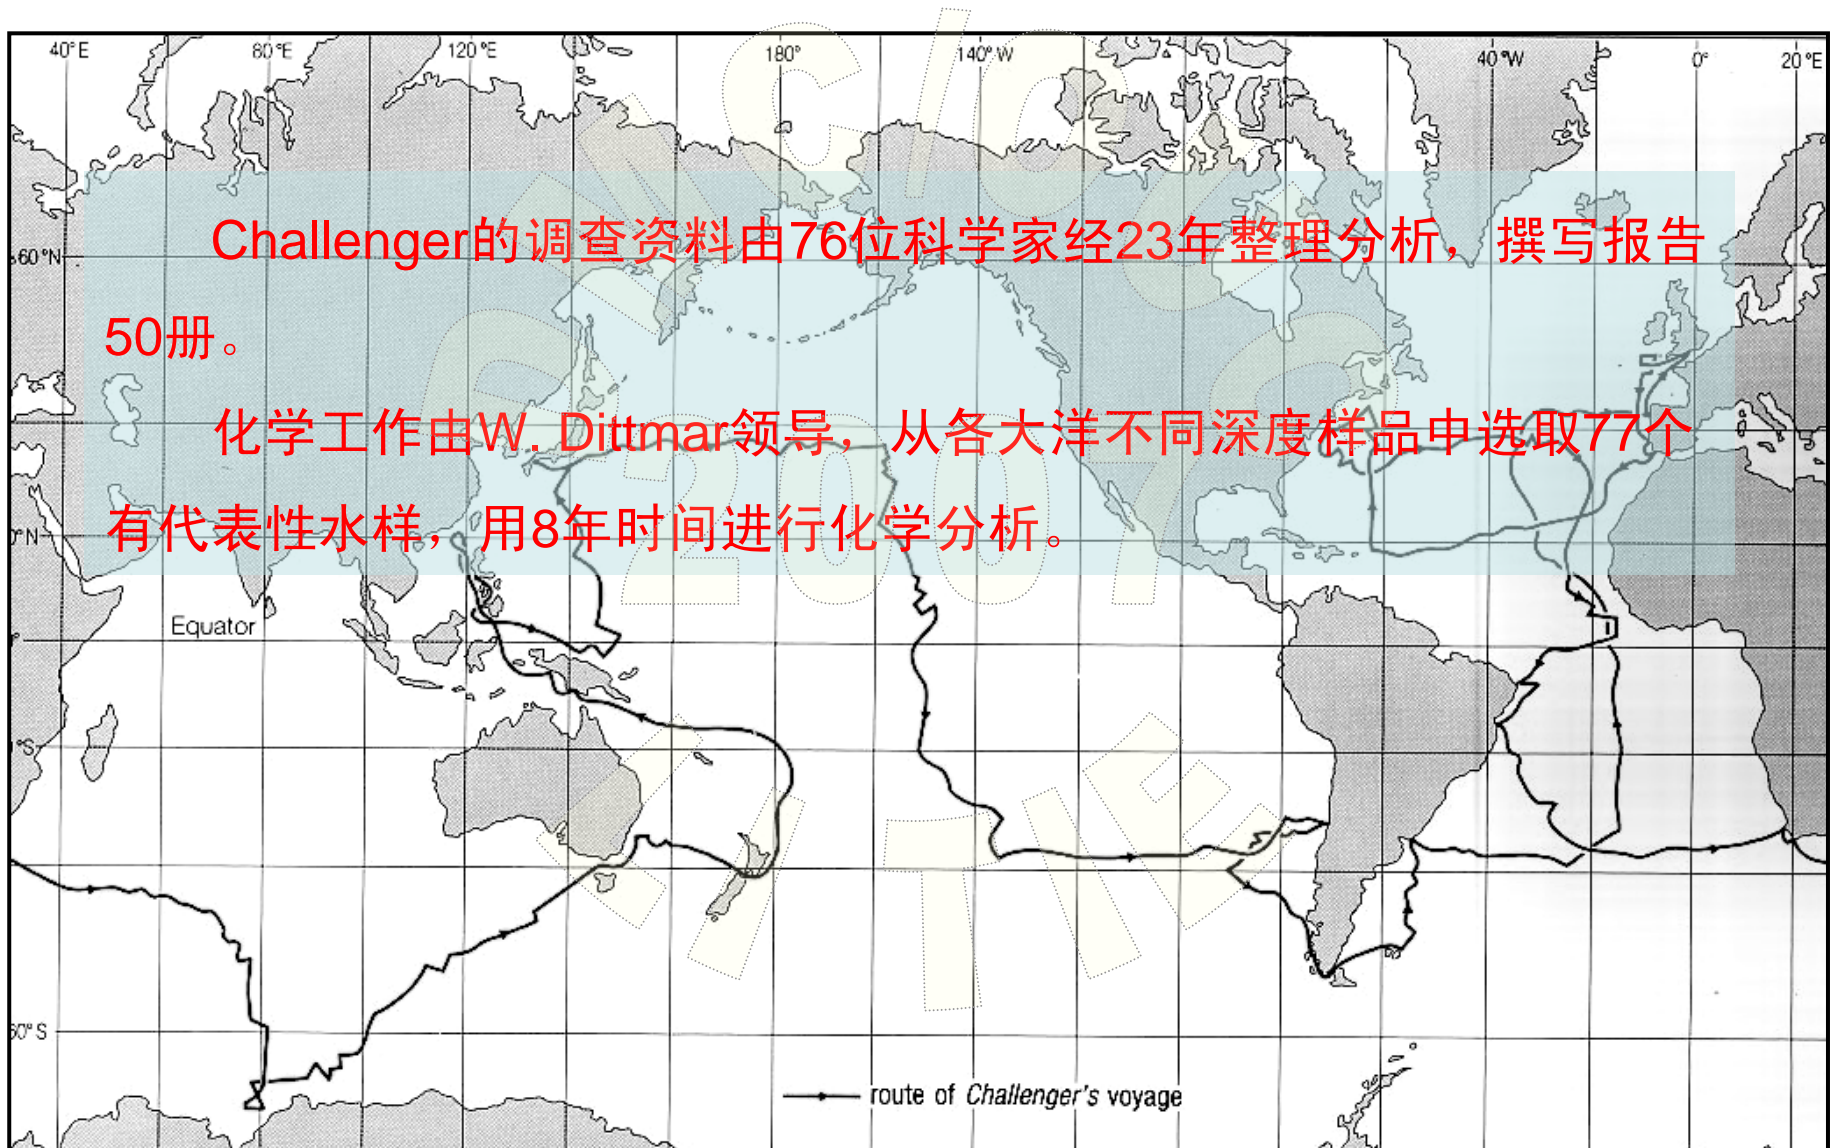 40°E 80°E 120°E 180° 140°W 40°W 0° 20°E
Challenger的调查资料由76位科学家经23年整理分析，撰写报告
60°N
50册。
化学工作由W. Dittmar领导，从各大洋不同深度样品中选取77个
有代表性水样，用8年时间进行化学分析。
2007
Equator
route of Challenger's voyage